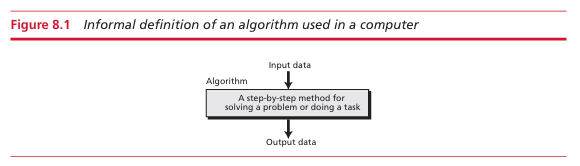 Figure 8.1 Informal definition of an algorithm used in a computer
Input data
Algorithm
A step-by-step method for
solving a problem or doing a task
Output data